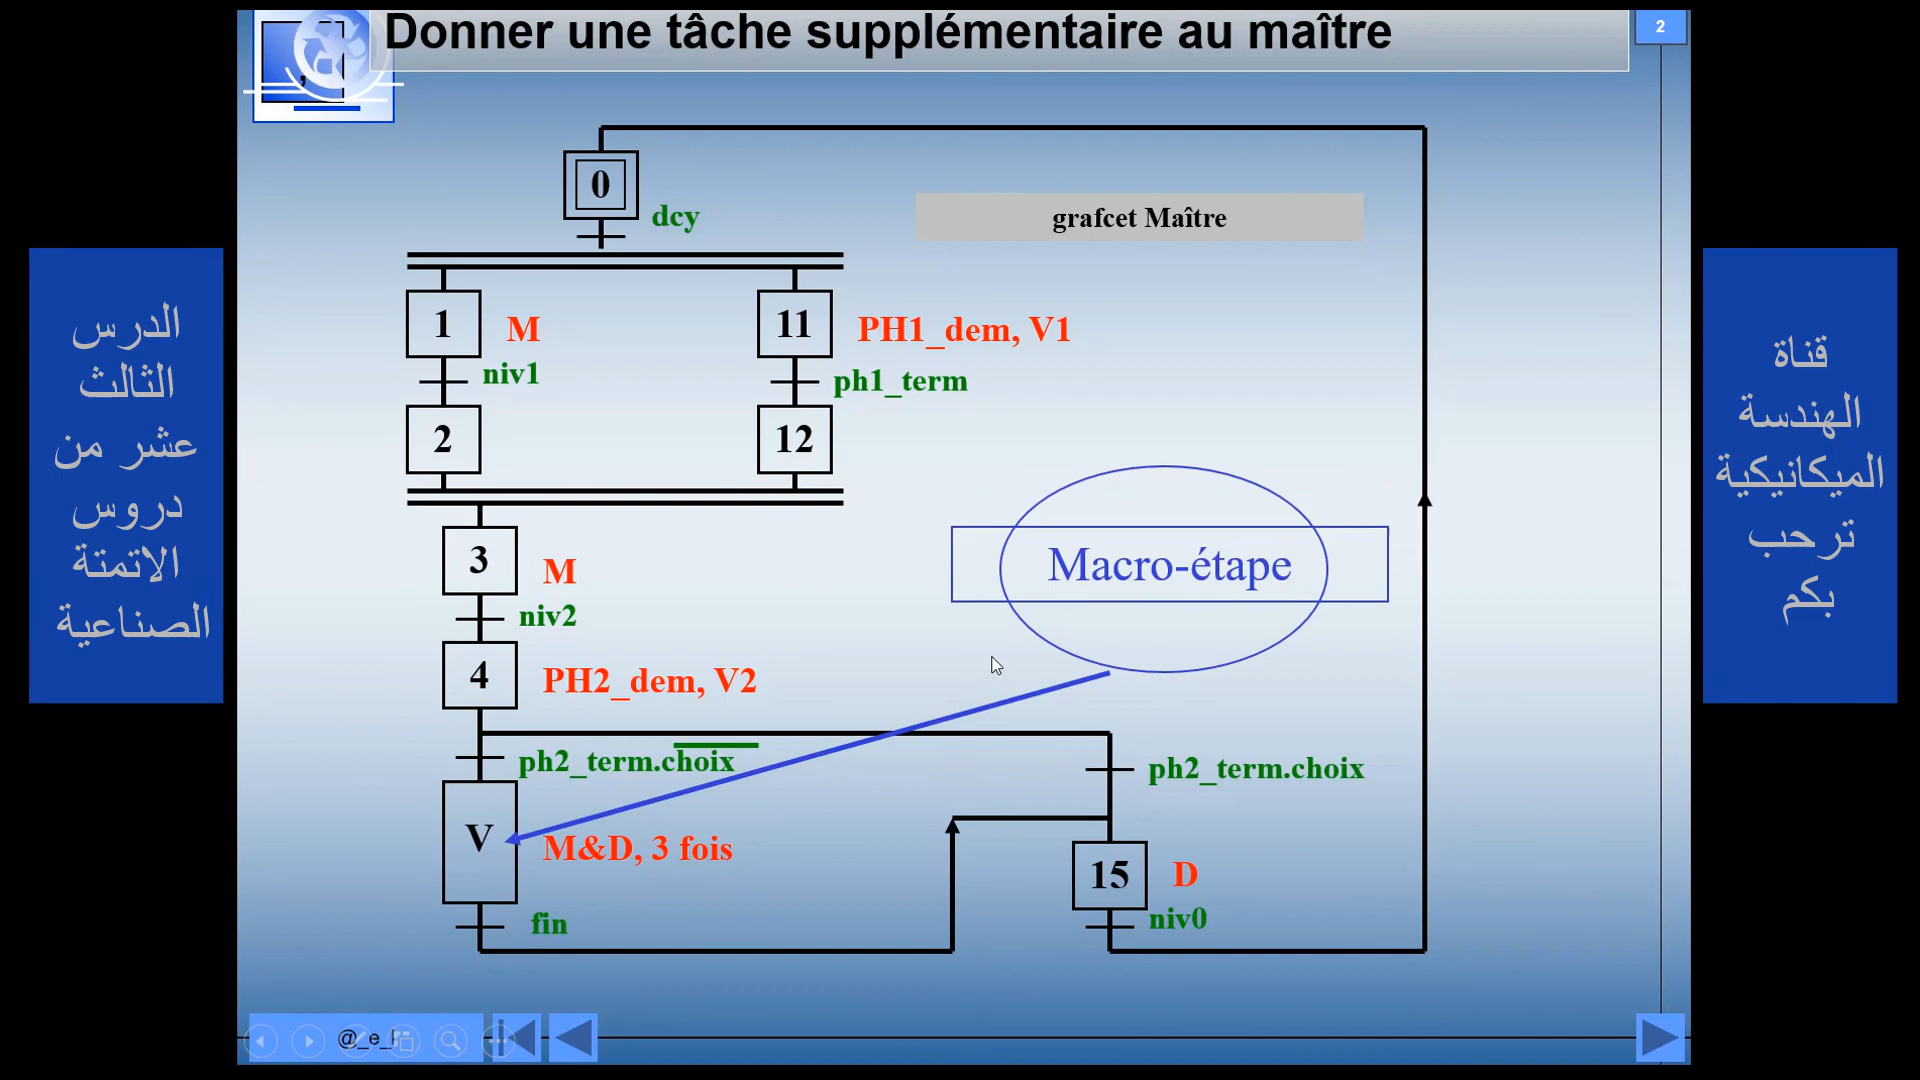 Donner une tâche supplémentaire au maître
2
0
dcy
grafcet Maître
1
M
11
PH1_dem, V1
niv1
ph1_term
2
12
3
M
niv2
Macro-étape
4
PH2_dem, V2
ph2_term.choix
ph2_term.choix
V
M&D, 3 fois
15
D
fin
niv0
الدرس
الثالث
عشر من
دروس
الاتمتة
الصناعية
قناة
الهندسة
الميكانيكية
ترحب
بكم